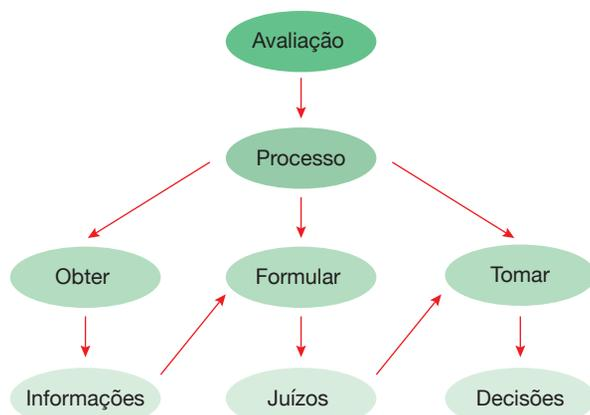 Avaliação
Processo
Obter
Formular
Tomar
Informações
Juízos
Decisões